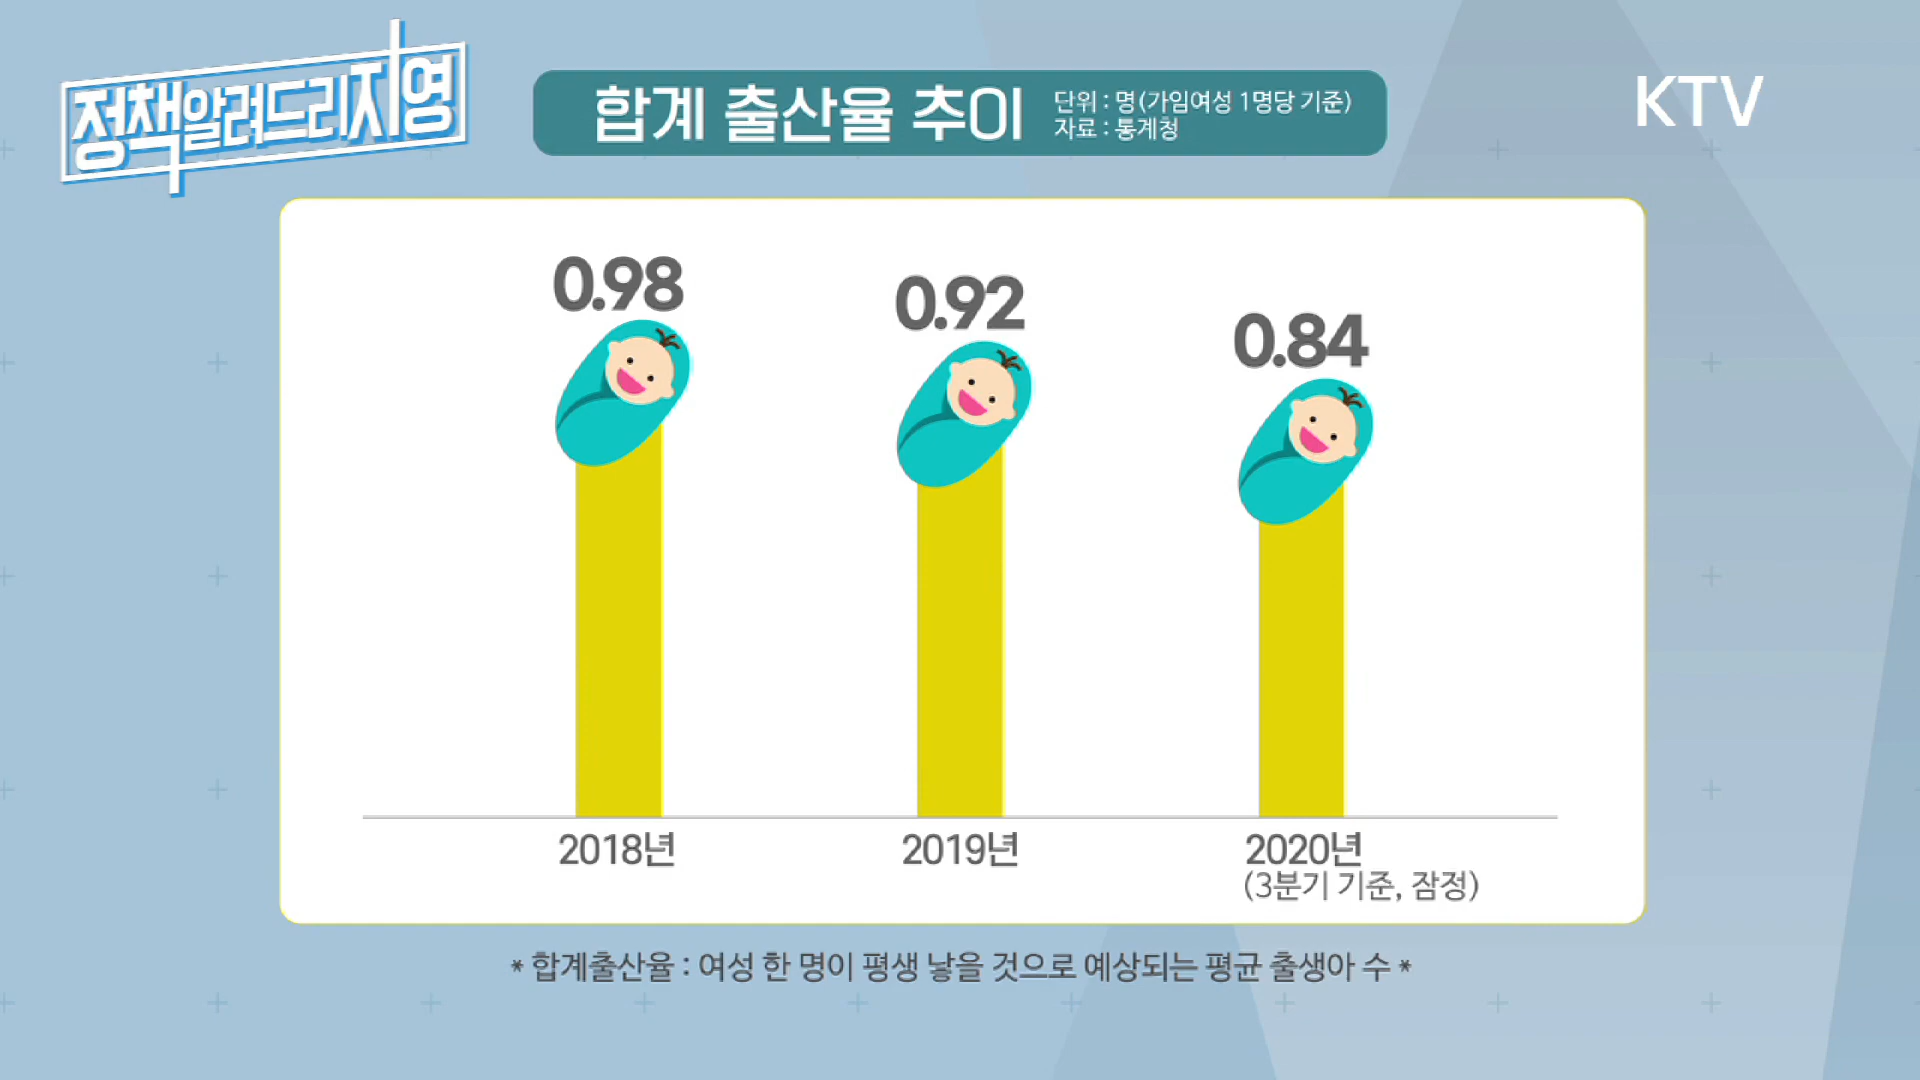 정책알려드리지영
합계 출산율 추이
단위 : 명(가임여성 1명당 기준)
자료 : 통계청
KTV
0.98
0.92
0.84
2018년
2019년
2020년
(3분기 기준, 잠정)
* 합계출산율 : 여성 한 명이 평생 낳을 것으로 예상되는 평균 출생아 수 *